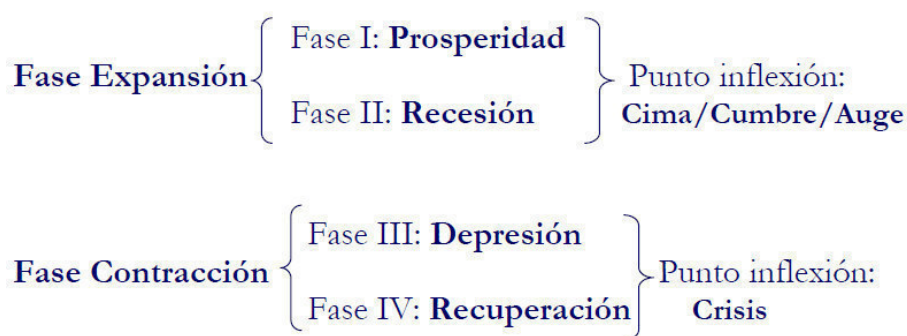 Fase I: Prosperidad
Fase Expansión
Punto inflexión:
Fase II: Recesión
Cima/Cumbre/Auge
Fase III: Depresión
Fase Contracción
Punto inflexión:
Fase IV: Recuperación
Crisis